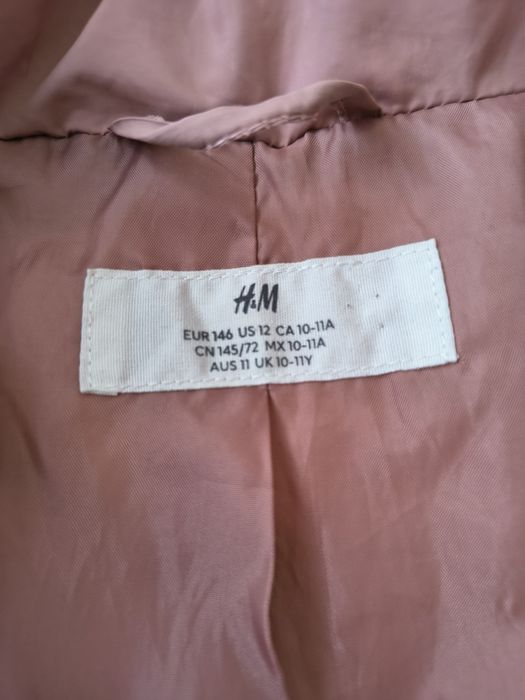 H&M
EUR 146 US 12 CA 10-11A
CN 145/72 MX 10-11A
AUS 11 UK 10-11Y